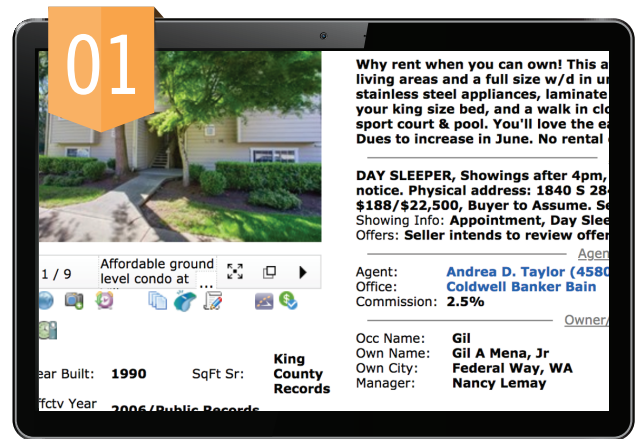 01
Why rent when you can own! This a
living areas and a full size w/d in un
stainless steel appliances, laminate
your king size bed, and a walk in clo
sport court & pool. You'll love the ea
Dues to increase in June. No rental
DAY SLEEPER, Showings after 4pm,
notice. Physical address: 1840 S 284
$188/$22,500, Buyer to Assume. Se
Showing Info: Appointment, Day Slee
Offers: Seller intends to review offer
Agen
Agent: Andrea D. Taylor (4580
Office: Coldwell Banker Bain
Commission: 2.5%
Owner/
Occ Name: Gil
Own Name: Gil A Mena, Jr
Own City: Federal Way, WA
Manager: Nancy Lemay
1 / 9
Affordable ground
level condo at
...
ear Built: 1990 SqFt Sr: King
County
Records
ffctv Year
2006/Public Records